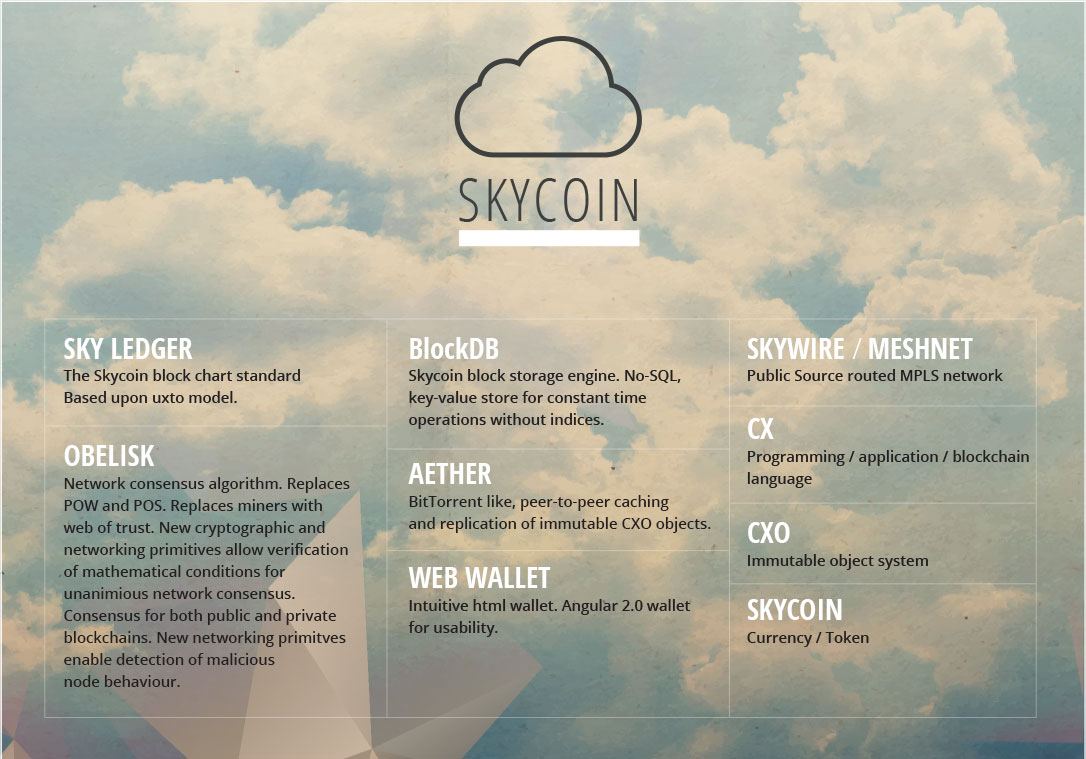 SKYCOIN
SKY LEDGER
The Skycoin block chart standard
Based upon uxto model.
OBELISK
Network consensus algorithm. Replaces
POW and POS. Replaces miners with
web of trust. New cryptographic and
networking primitives allow verification
of mathematical conditions for
unanimious network consensus.
Consensus for both public and private
blockchains. New networking primitves
enable detection of malicious
node behaviour.
BlockDB
Skycoin block storage engine. No-SQL,
key-value store for constant time
operations without indices.
AETHER
BitTorrent like, peer-to-peer caching
and replication of immutable CXO objects.
WEB WALLET
Intuitive html wallet. Angular 2.0 wallet
for usability.
SKYWIRE / MESHNET
Public Source routed MPLS network
CX
Programming / application / blockchain
language
CXO
Immutable object system
SKYCOIN
Currency / Token